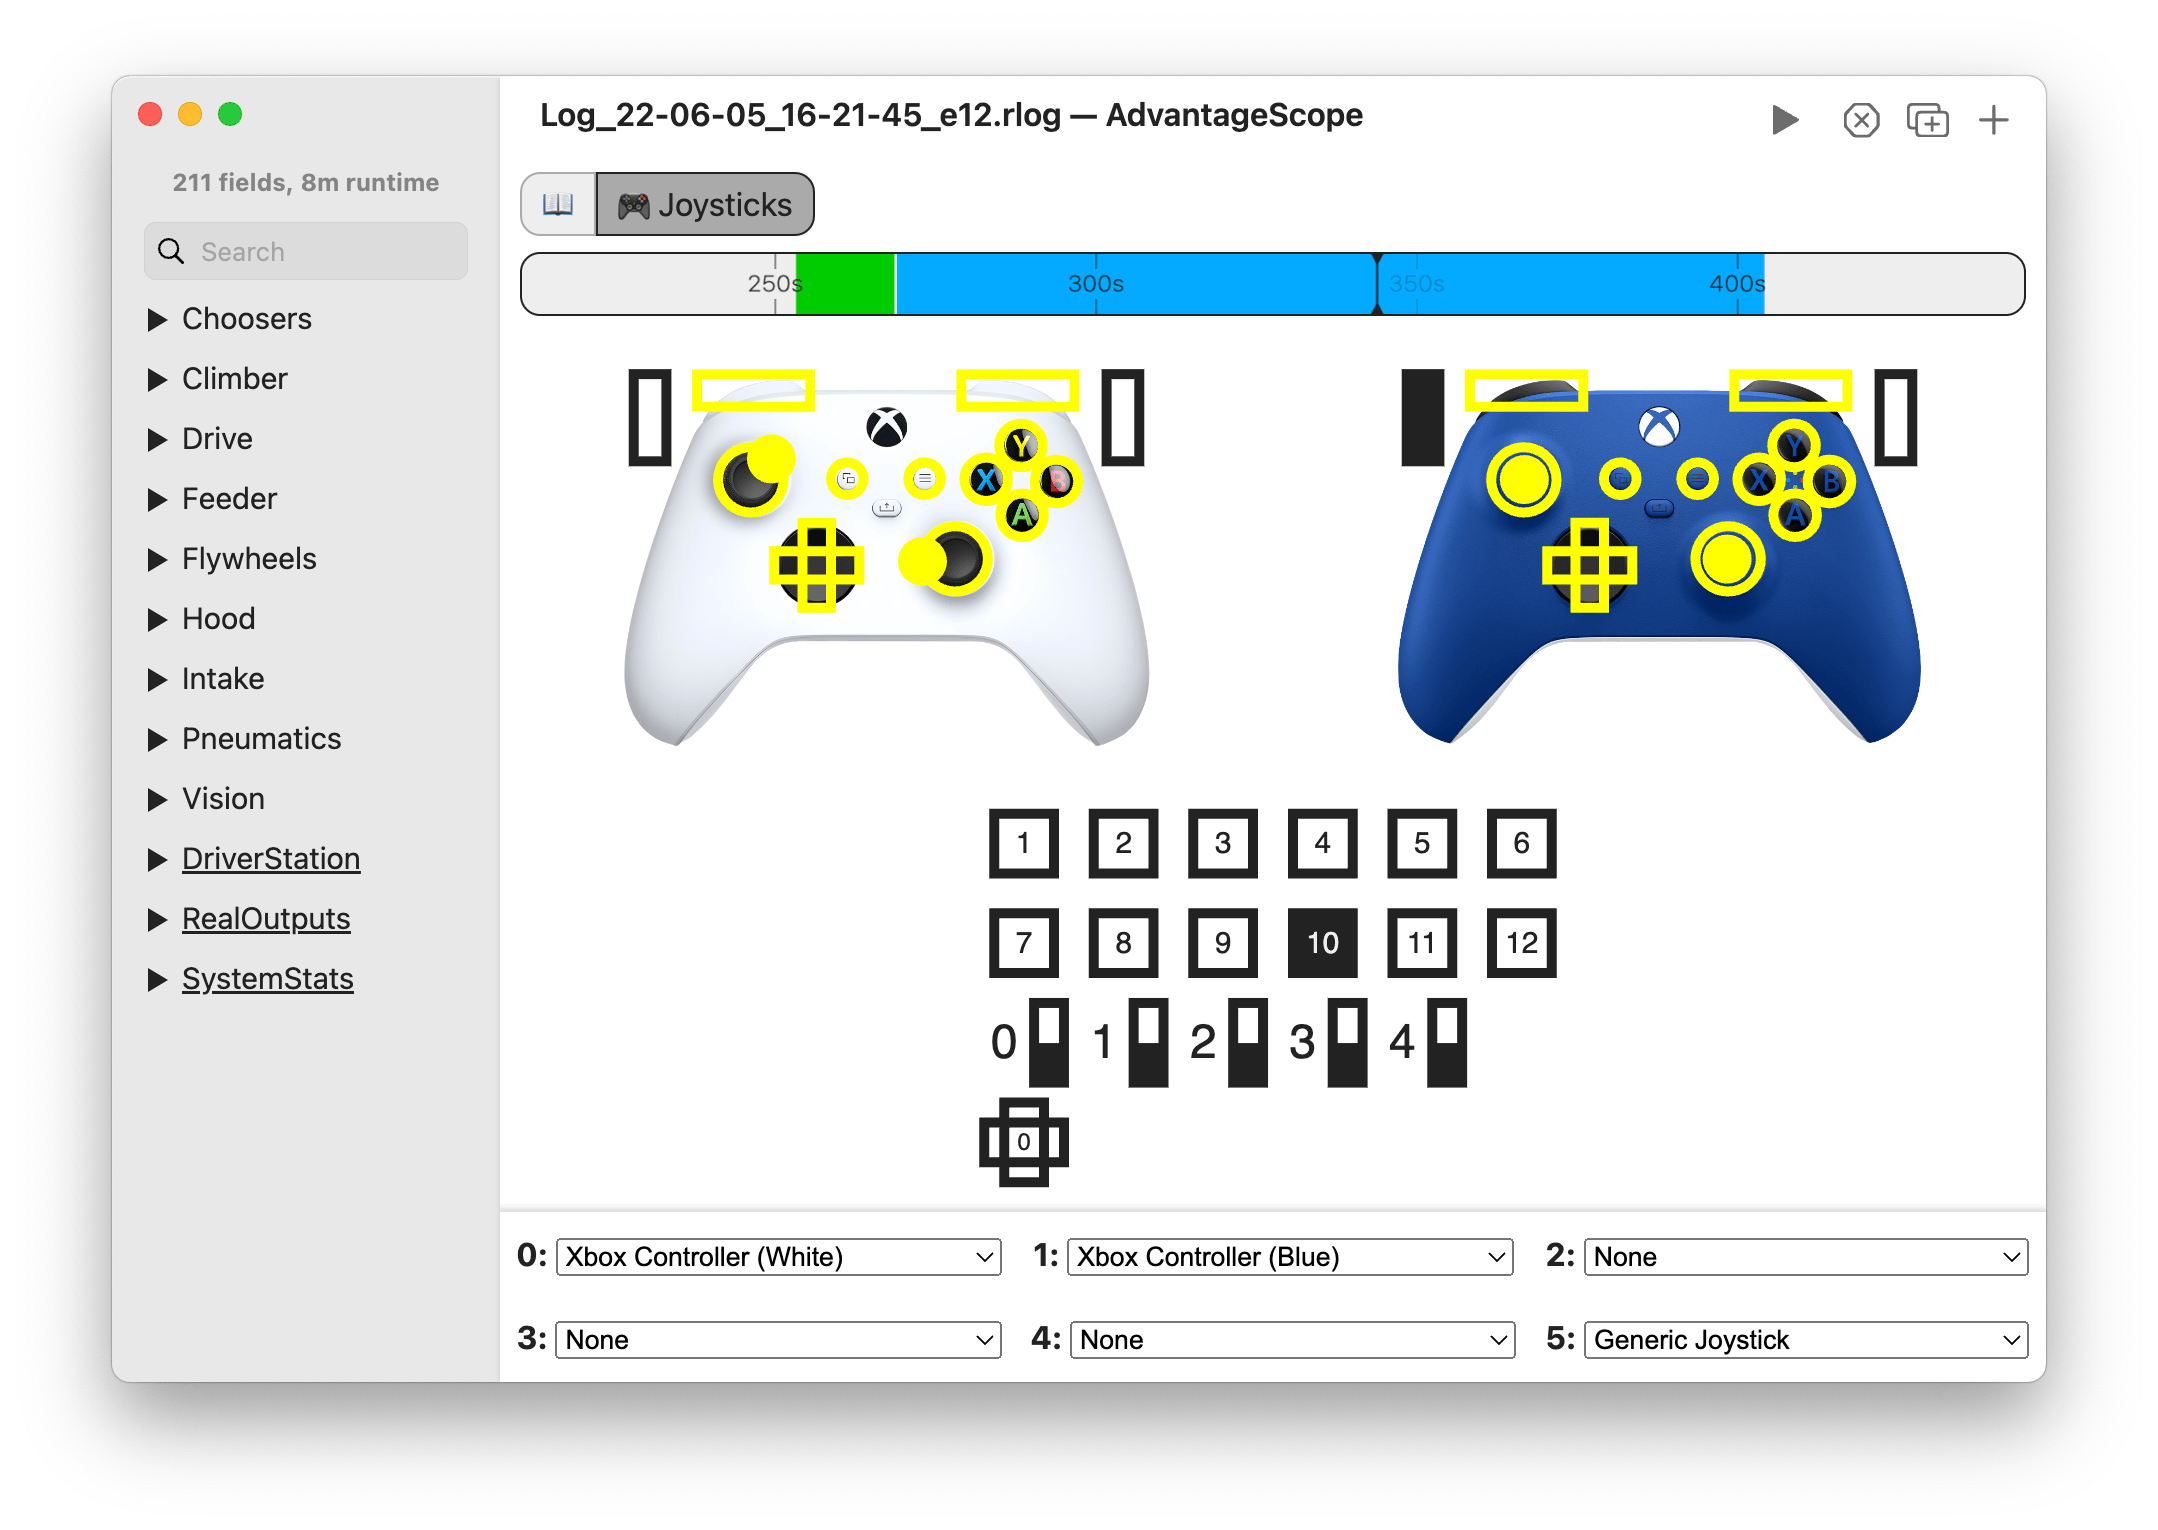 Log_22-06-05_16-21-45_e12.rlog — AdvantageScope
211 fields, 8m runtime
Search
Choosers
Climber
Drive
Feeder
Flywheels
Hood
Intake
Pneumatics
Vision
DriverStation
RealOutputs
SystemStats
Joysticks
250s 300s 350s 400s
Y
X B
A
Y
X B
A
1 2 3 4 5 6
7 8 9 10 11 12
0 1 2 3 4
0
0: Xbox Controller (White) 1: Xbox Controller (Blue) 2: None
3: None 4: None 5: Generic Joystick